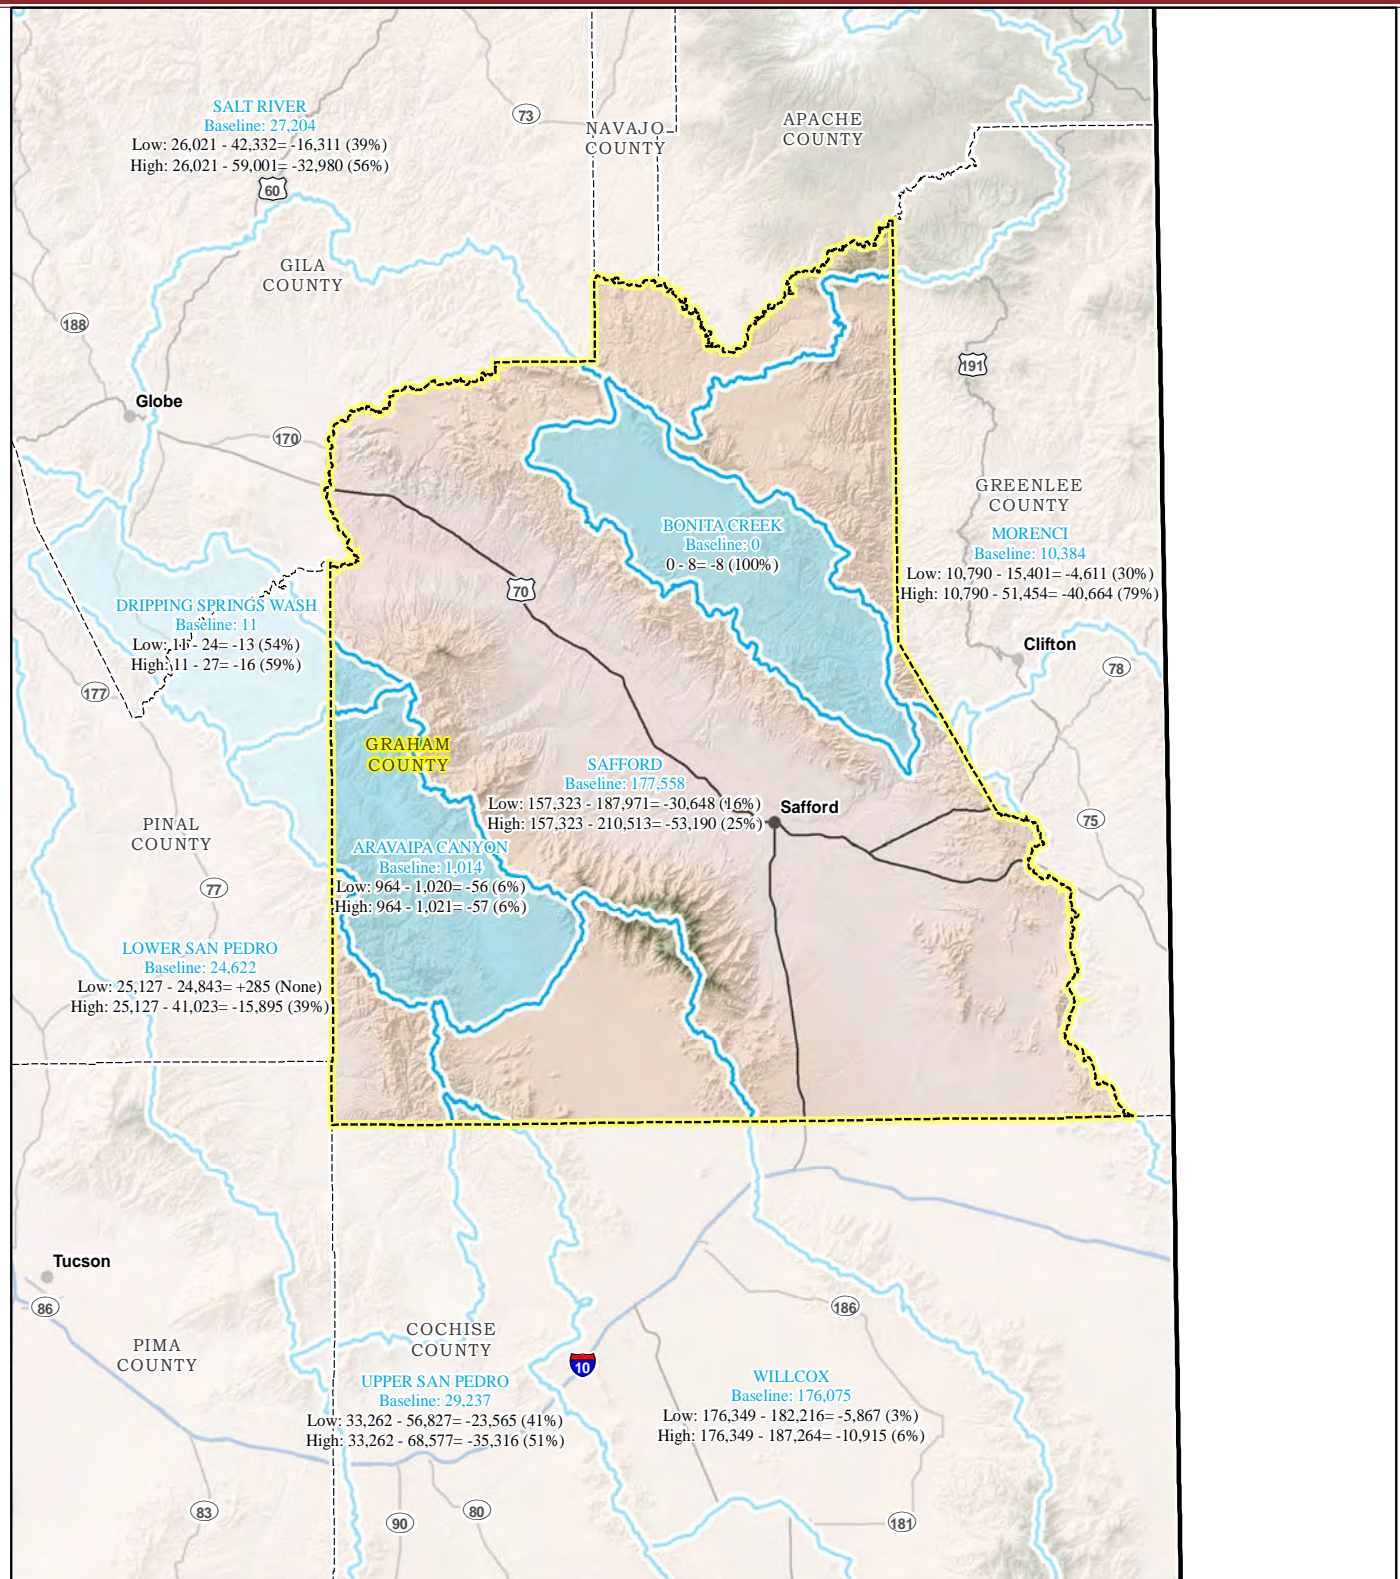 SALT RIVER
Baseline: 27,204
Low: 26,021 - 42,332= -16,311 (39%)
High: 26,021 - 59,001= -32,980 (56%)
60
73
NAVAJO
COUNTY
APACHE
COUNTY
GILA
COUNTY
188
191
Globe
170
GREENLEE
COUNTY
MORENCI
Baseline: 10,384
Low: 10,790 - 15,401= -4,611 (30%)
High: 10,790 - 51,454= -40,664 (79%)
BONITA CREEK
Baseline: 0
0 - 8= -8 (100%)
70
DRIPPING SPRINGS WASH
Baseline: 11
Low: 11 - 24= -13 (54%)
High: 11 - 27= -16 (59%)
Clifton
78
177
GRAHAM
COUNTY
SAFFORD
Baseline: 177,558
Low: 157,323 - 187,971= -30,648 (16%)
High: 157,323 - 210,513= -53,190 (25%)
Safford
75
PINAL
COUNTY
ARAVAIPA CANYON
Baseline: 1,014
Low: 964 - 1,020= -56 (6%)
High: 964 - 1,021= -57 (6%)
77
LOWER SAN PEDRO
Baseline: 24,622
Low: 25,127 - 24,843= +285 (None)
High: 25,127 - 41,023= -15,895 (39%)
Tucson
86
186
PIMA
COUNTY
COCHISE
COUNTY
10
UPPER SAN PEDRO
Baseline: 29,237
Low: 33,262 - 56,827= -23,565 (41%)
High: 33,262 - 68,577= -35,316 (51%)
WILLCOX
Baseline: 176,075
Low: 176,349 - 182,216= -5,867 (3%)
High: 176,349 - 187,264= -10,915 (6%)
83
90
80
181